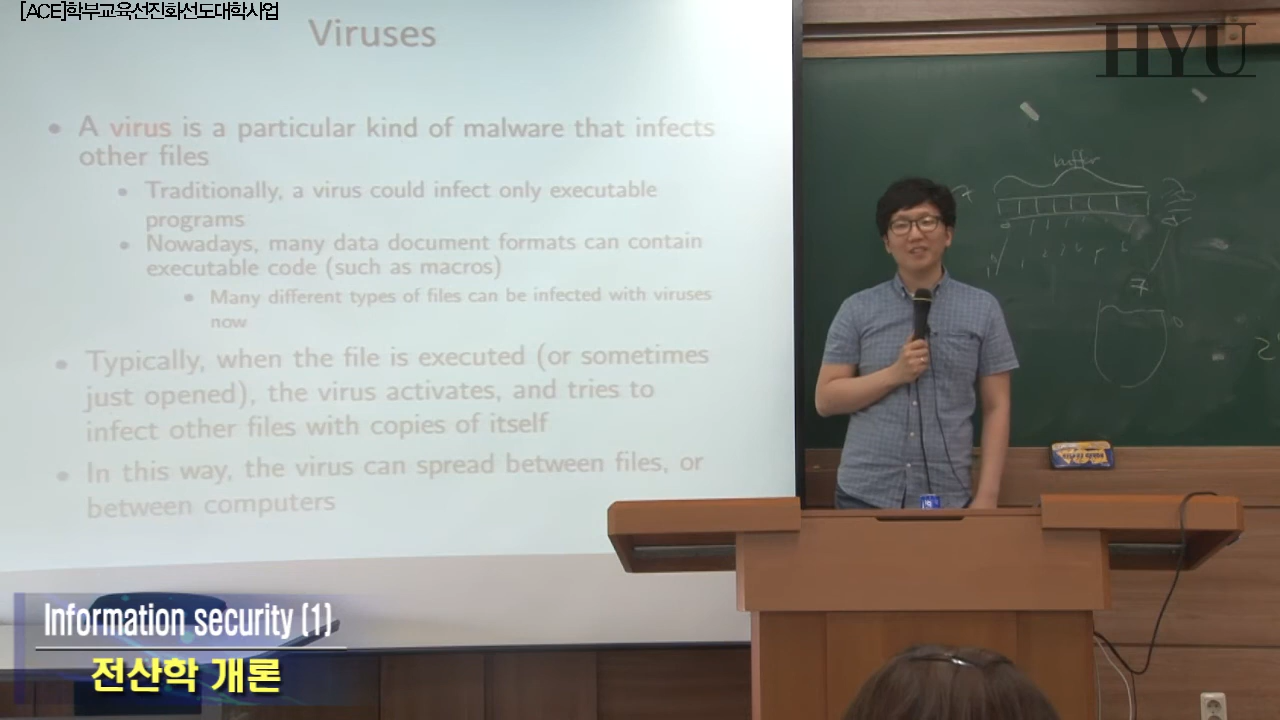 [ACE]학부교육선진화선도대학사업
HYU
Viruses
A virus is a particular kind of malware that infects
other files
Traditionally, a virus could infect only executable
programs
Nowadays, many data document formats can contain
executable code (such as macros)
Many different types of files can be infected with viruses
now
Typically, when the file is executed (or sometimes
just opened), the virus activates, and tries to
infect other files with copies of itself
In this way, the virus can spread between files, or
between computers
buffer
7
Information security (1)
전산학 개론